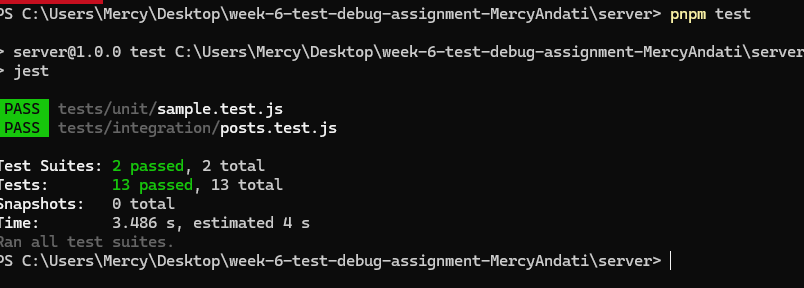 PS C:\Users\Mercy\Desktop\week-6-test-debug-assignment-MercyAndati\server> pnpm test
> server@1.0.0 test C:\Users\Mercy\Desktop\week-6-test-debug-assignment-MercyAndati\server
> jest
PASS tests/unit/sample.test.js
PASS tests/integration/posts.test.js
Test Suites: 2 passed, 2 total
Tests: 13 passed, 13 total
Snapshots: 0 total
Time: 3.486 s, estimated 4 s
Ran all test suites.
PS C:\Users\Mercy\Desktop\week-6-test-debug-assignment-MercyAndati\server>